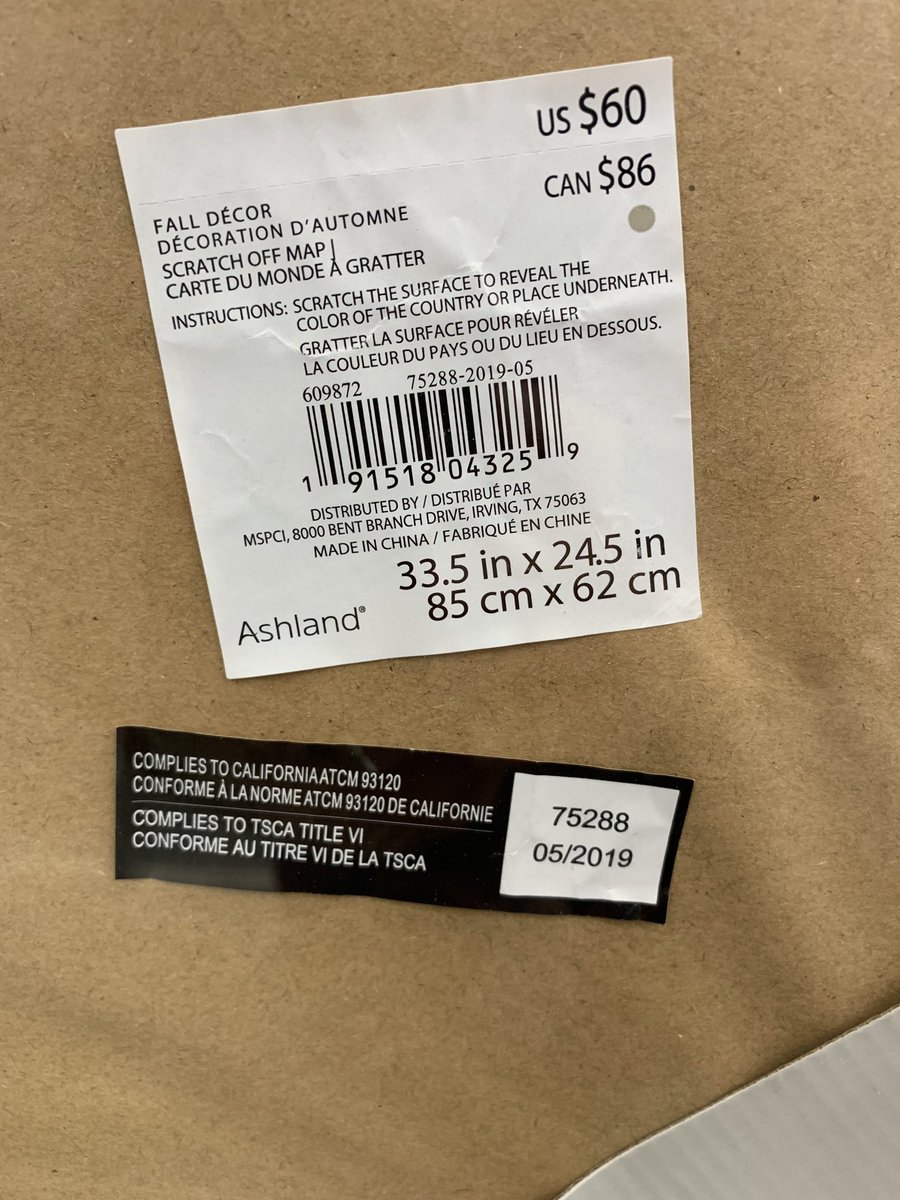 US $60
CAN $86
FALL DÉCOR
DÉCORATION D'AUTOMNE
SCRATCH OFF MAP |
CARTE DU MONDE À GRATTER
INSTRUCTIONS: SCRATCH THE SURFACE TO REVEAL THE
COLOR OF THE COUNTRY OR PLACE UNDERNEATH.
GRATTER LA SURFACE POUR RÉVÉLER
LA COULEUR DU PAYS OU DU LIEU EN DESSOUS.
609872 75288-2019-05
1 91518 04325 9
DISTRIBUTED BY / DISTRIBUÉ PAR
MSPCI, 8000 BENT BRANCH DRIVE, IRVING, TX 75063
MADE IN CHINA / FABRIQUÉ EN CHINE
33.5 in x 24.5 in
85 cm x 62 cm
Ashland®
COMPLIES TO CALIFORNIA ATCM 93120
CONFORME À LA NORME ATCM 93120 DE CALIFORNIE
COMPLIES TO TSCA TITLE VI
CONFORME AU TITRE VI DE LA TSCA
75288
05/2019